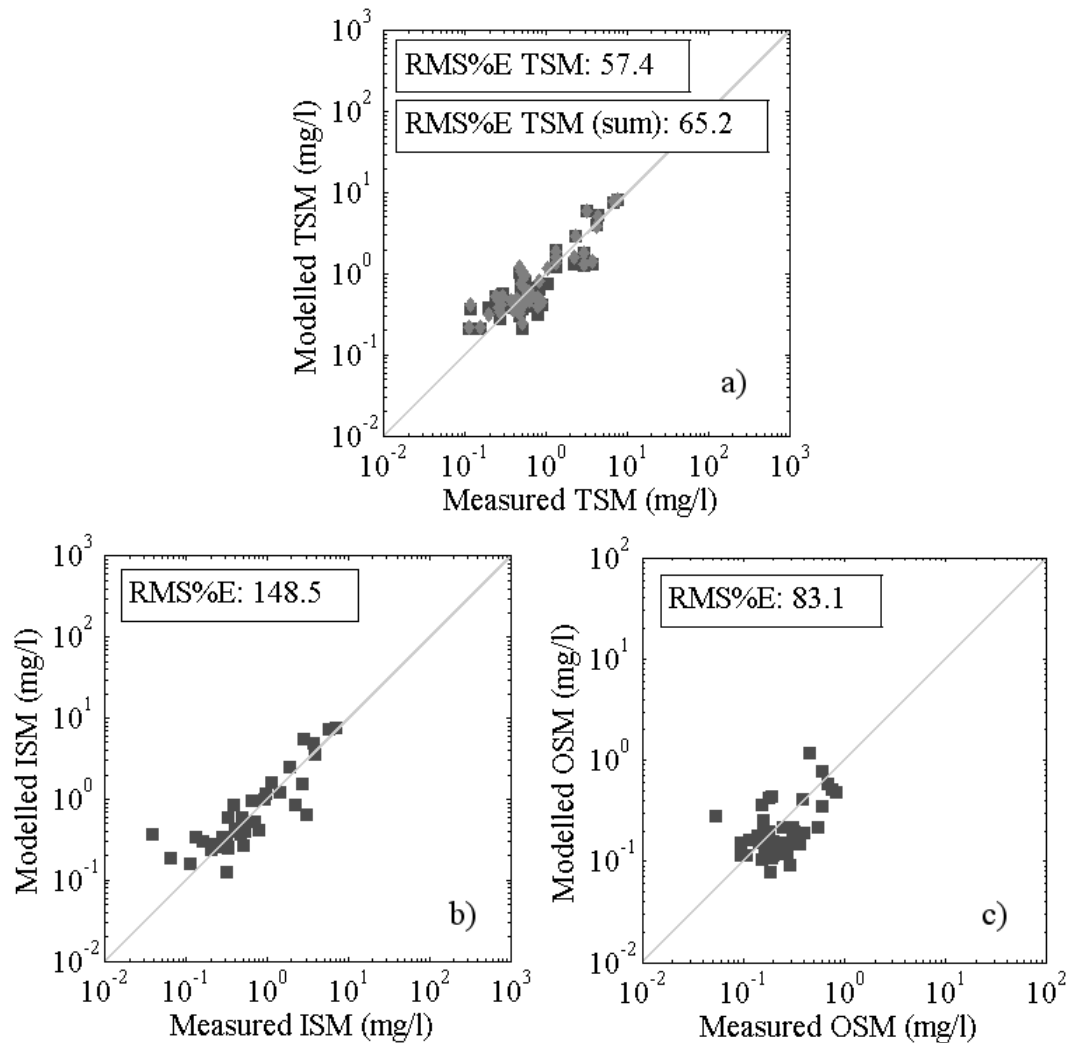 10^3
RMS%E TSM: 57.4
10^2
RMS%E TSM (sum): 65.2
10^1
Modelled TSM (mg/l)
10^0
10^-1
a)
10^-2
10^-2 10^-1 10^0 10^1 10^2 10^3
Measured TSM (mg/l)
10^3
RMS%E: 148.5
10^2
10^1
Modelled ISM (mg/l)
10^0
10^-1
b)
10^-2
10^-2 10^-1 10^0 10^1 10^2 10^3
Measured ISM (mg/l)
10^2
RMS%E: 83.1
10^1
Modelled OSM (mg/l)
10^0
10^-1
c)
10^-2
10^-2 10^-1 10^0 10^1 10^2
Measured OSM (mg/l)